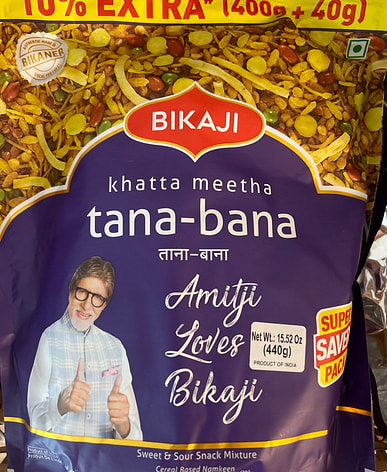 10% EXTRA* (400g + 40g)
BIKANER
BIKAJI
khatta meetha
tana-bana
ताना-बाना
Amitji
Loves
Bikaji
Net Wt.: 15.52 Oz
(440g)
PRODUCT OF INDIA
SUPER
SAVER
PACK
Sweet & Sour Snack Mixture
Cereal Based Namkeen